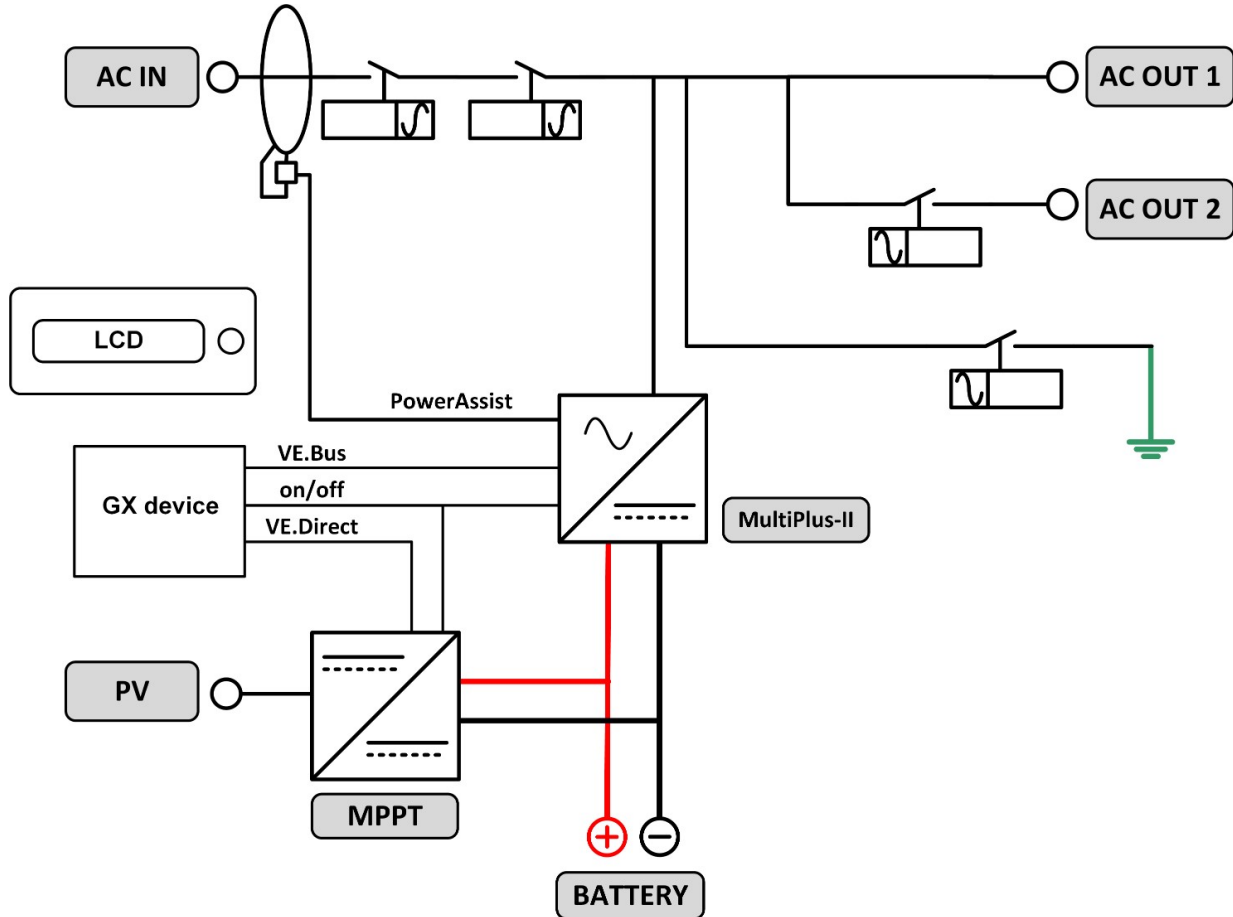 AC IN
AC OUT 1
AC OUT 2
LCD
PowerAssist
VE.Bus
GX device
on/off
VE.Direct
MultiPlus-II
PV
MPPT
BATTERY